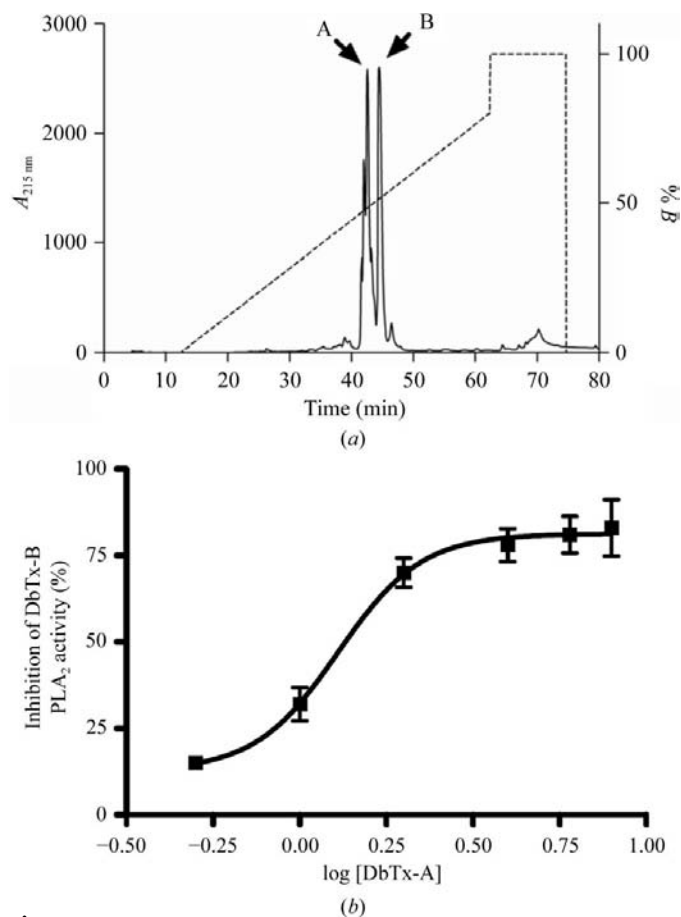 A
B
3000
2000
1000
0
A215 nm
100
50
0
% B
0 10 20 30 40 50 60 70 80
Time (min)
(a)
100
75
50
25
0
Inhibition of DbTx-B
PLA2 activity (%)
−0.50 −0.25 0.00 0.25 0.50 0.75 1.00
log [DbTx-A]
(b)